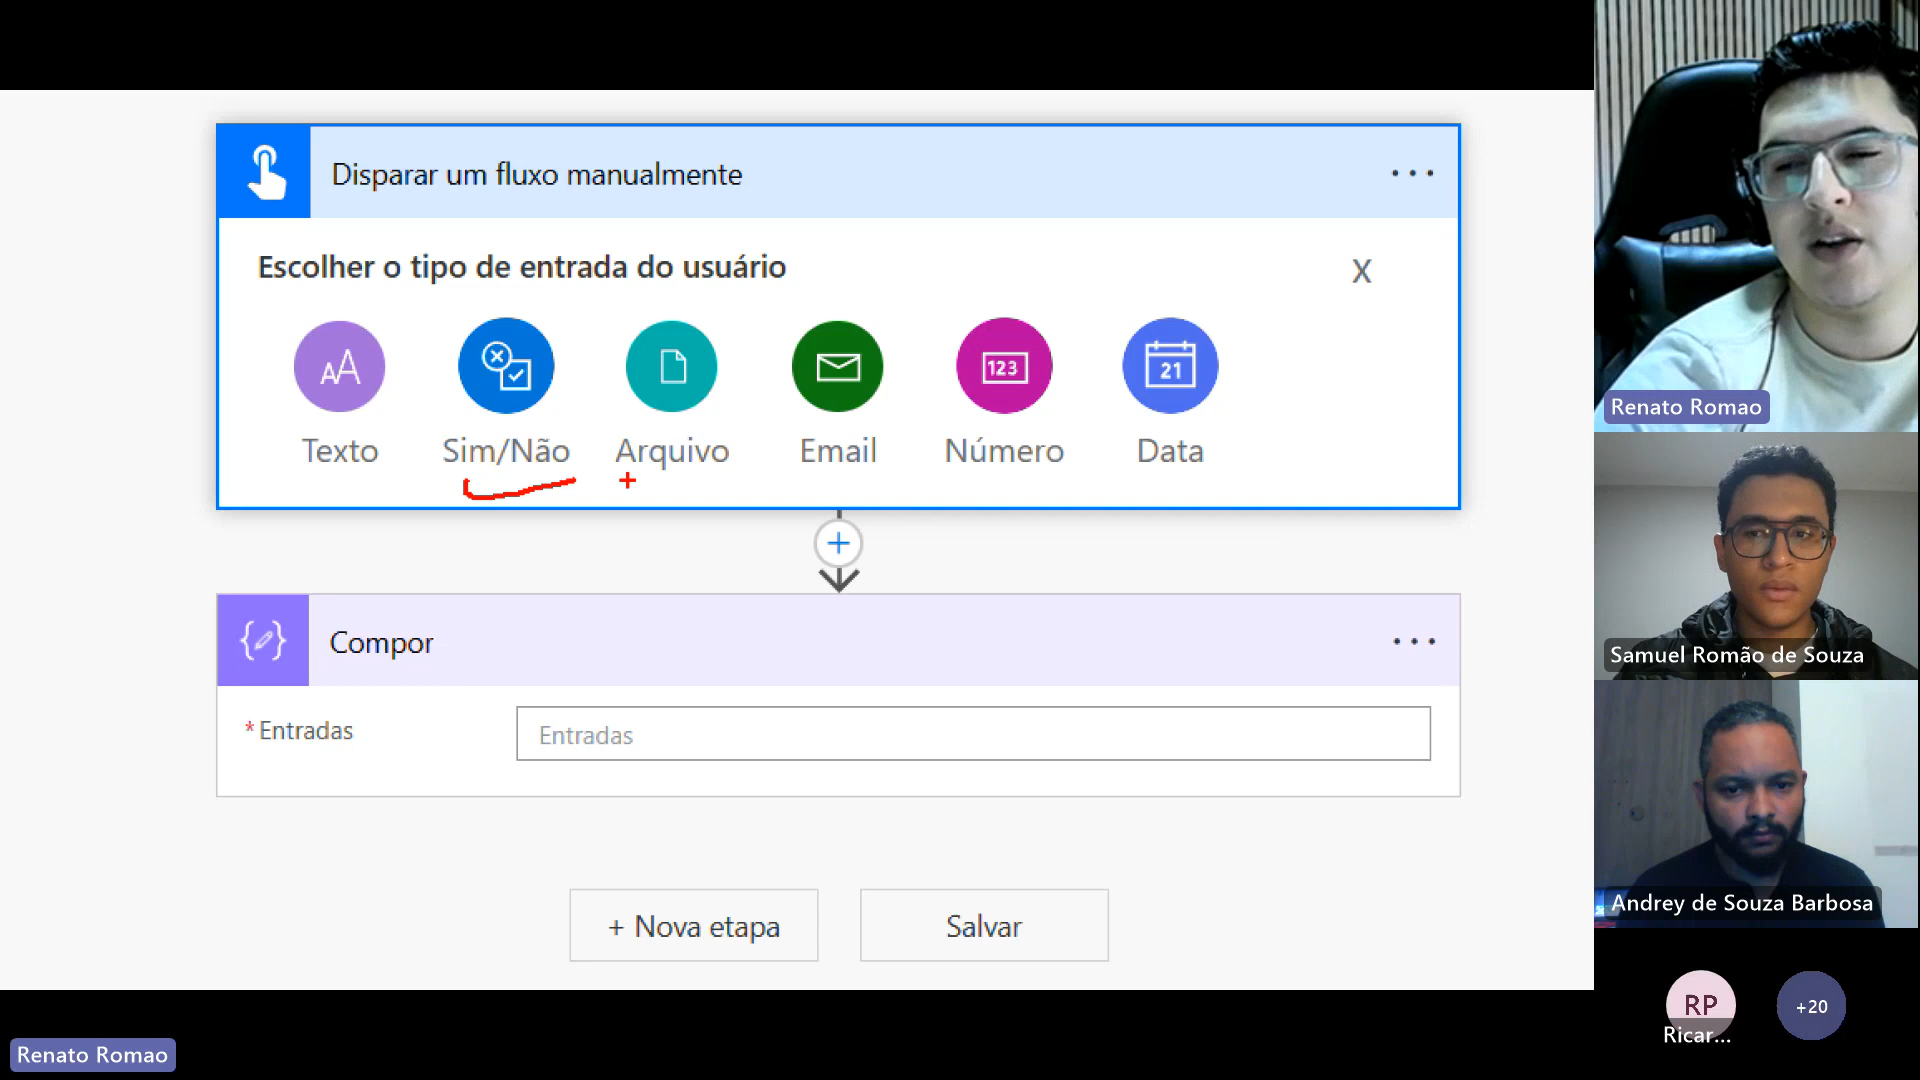 Disparar um fluxo manualmente
Escolher o tipo de entrada do usuário
X
AA
123
21
Texto
Sim/Não
Arquivo
Email
Número
Data
Compor
* Entradas
Entradas
+ Nova etapa
Salvar
Renato Romao
Samuel Romão de Souza
Andrey de Souza Barbosa
RP
Ricar...
+20
Renato Romao